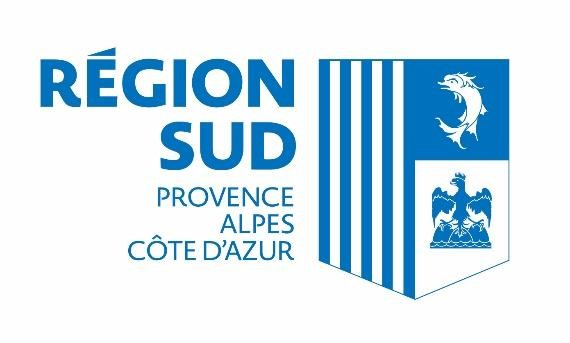 RÉGION
SUD
PROVENCE
ALPES
CÔTE D'AZUR